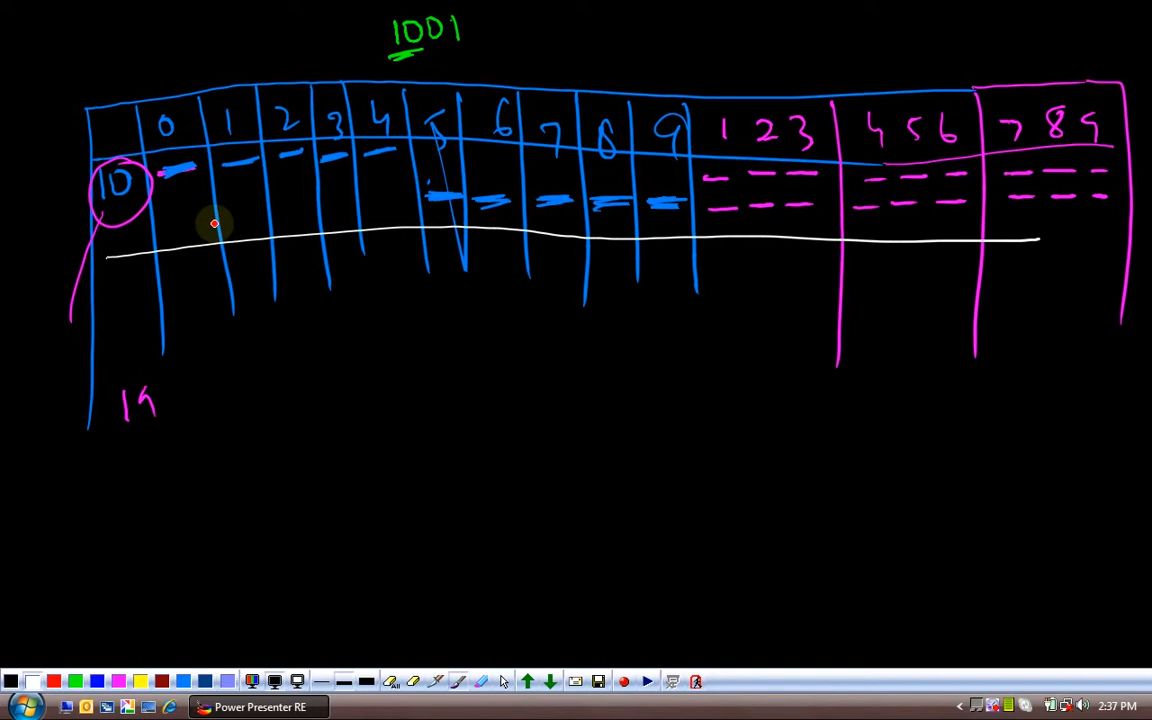 1001
0 1 2 3 4 5 6 7 8 9 1 2 3 4 5 6 7 8 9
10
19
Power Presenter RE
2:37 PM